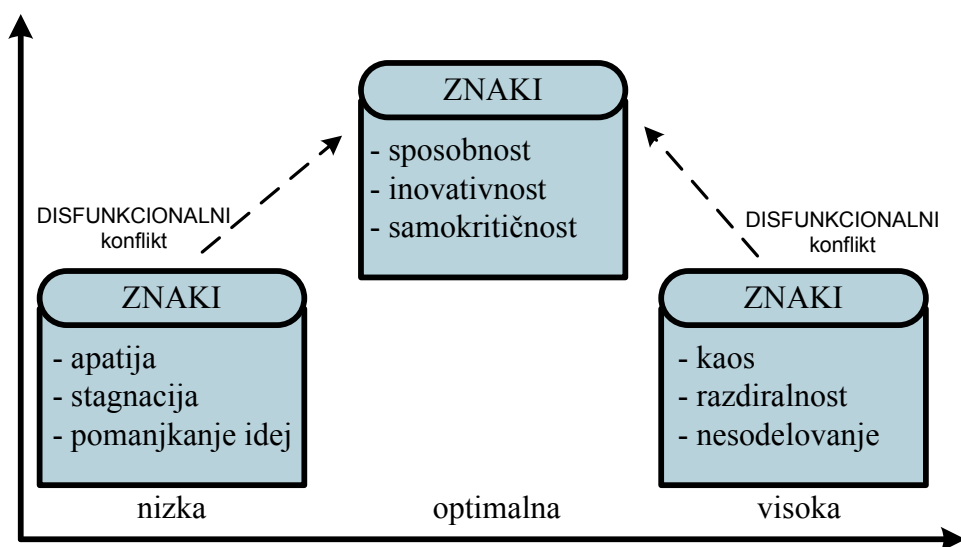 ZNAKI
- sposobnost
- inovativnost
- samokritičnost
DISFUNKCIONALNI
konflikt
DISFUNKCIONALNI
konflikt
ZNAKI
- apatija
- stagnacija
- pomanjkanje idej
ZNAKI
- kaos
- razdiralnost
- nesodelovanje
nizka
optimalna
visoka